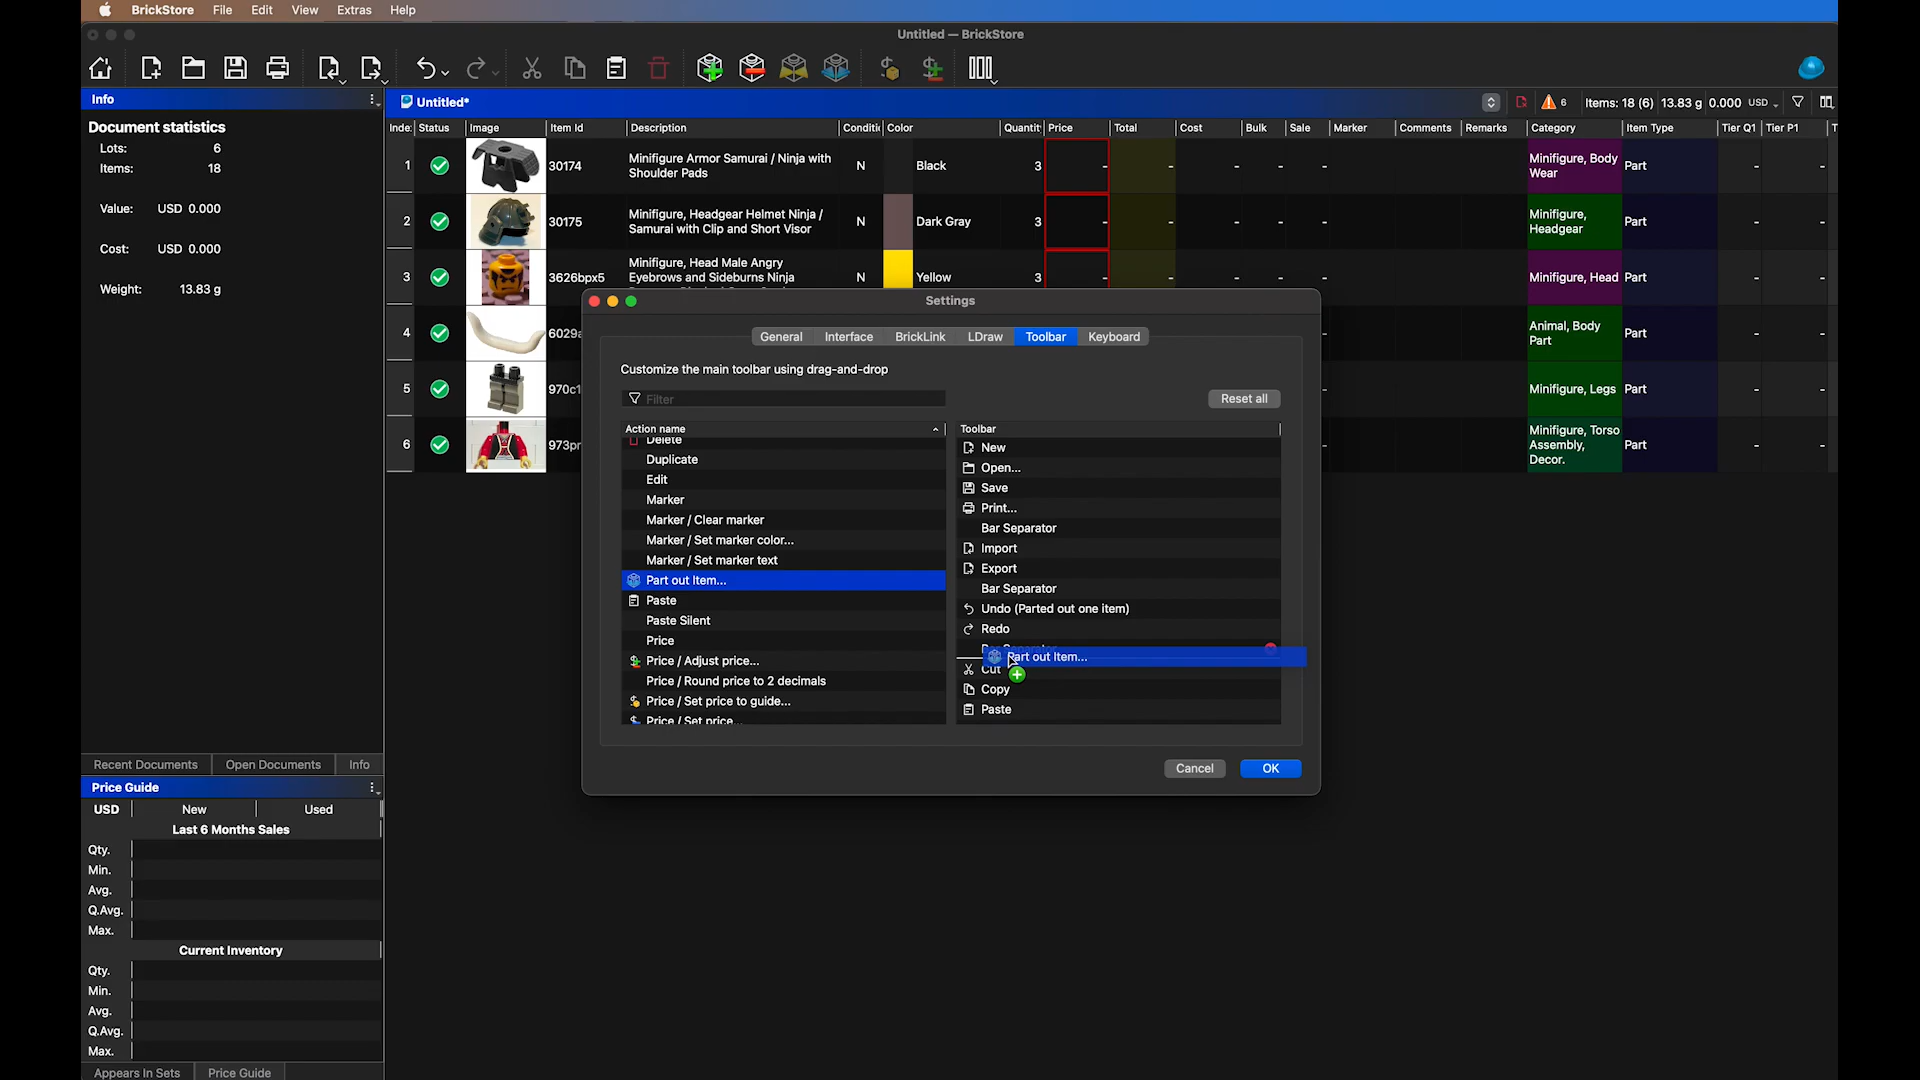 BrickStore File Edit View Extras Help
Untitled — BrickStore
Info
Untitled*
6 Items: 18 (6) 13.83 g 0.000 USD
Document statistics
Lots: 6
Items: 18
Value: USD 0.000
Cost: USD 0.000
Weight: 13.83 g
Status Image Item Id Description Color Price Total Cost Bulk Sale Marker Comments Remarks Category Item Type Tier Q1 Tier P1
1 30174 Minifigure Armor Samurai / Ninja with
Shoulder Pads
N Black 3 - - - - -
Minifigure, Body
Wear
Part - -
2 30175 Minifigure, Headgear Helmet Ninja /
Samurai with Clip and Short Visor
N Dark Gray 3 - - - - -
Minifigure,
Headgear
Part - -
3 3626bpx5 Minifigure, Head Male Angry
Eyebrows and Sideburns Ninja
N Yellow 3 - - - - -
Minifigure, Head Part - -
4 6029 -
Animal, Body
Part
Part - -
5 970c1 - Minifigure, Legs Part - -
6 973pr -
Minifigure, Torso
Assembly,
Decor.
Part - -
Settings
General Interface BrickLink LDraw Toolbar Keyboard
Customize the main toolbar using drag-and-drop
Filter
Reset all
Action name
Delete
Duplicate
Edit
Marker
Marker / Clear marker
Marker / Set marker color...
Marker / Set marker text
Part out Item...
Paste
Paste Silent
Price
Price / Adjust price...
Price / Round price to 2 decimals
Price / Set price to guide...
Price / Set price...
Toolbar
New
Open...
Save
Print...
Bar Separator
Import
Export
Bar Separator
Undo (Parted out one item)
Redo
Bar Separator
Part out Item...
Cut
Copy
Paste
Cancel OK
Recent Documents Open Documents Info
Price Guide
USD New Used
Last 6 Months Sales
Qty.
Min.
Avg.
Q.Avg.
Max.
Current Inventory
Qty.
Min.
Avg.
Q.Avg.
Max.
Appears In Sets Price Guide